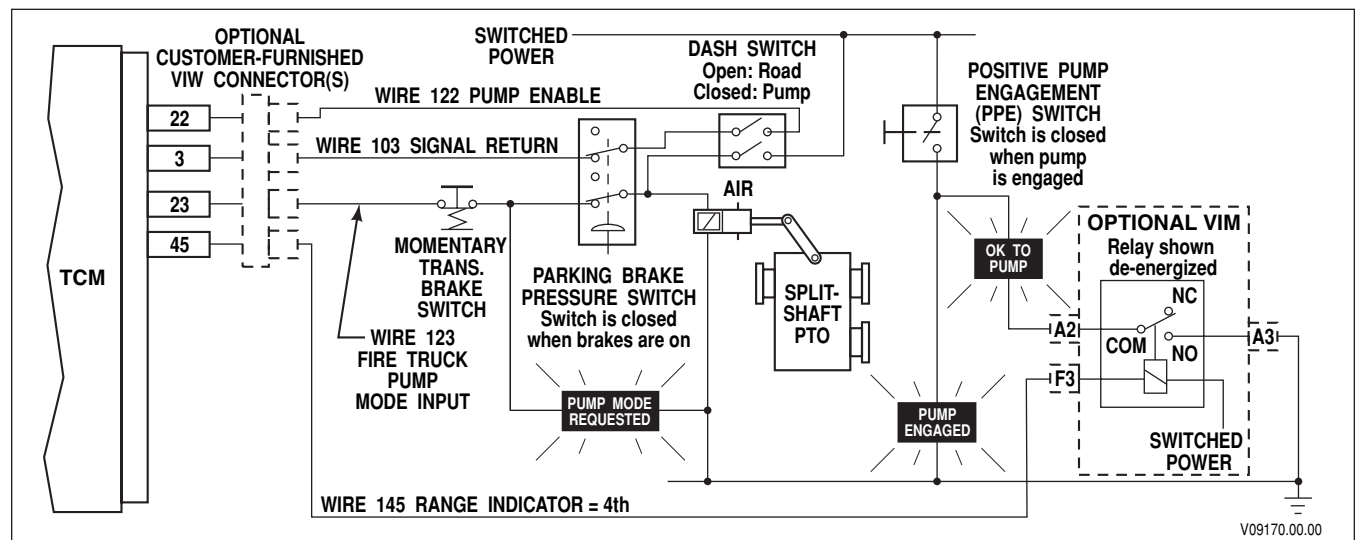 OPTIONAL
CUSTOMER-FURNISHED
VIW CONNECTOR(S)
SWITCHED
POWER
DASH SWITCH
Open: Road
Closed: Pump
POSITIVE PUMP
ENGAGEMENT
(PPE) SWITCH
Switch is closed
when pump
is engaged
WIRE 122 PUMP ENABLE
22
WIRE 103 SIGNAL RETURN
3
23
45
TCM
AIR
MOMENTARY
TRANS.
BRAKE
SWITCH
WIRE 123
FIRE TRUCK
PUMP
MODE INPUT
PARKING BRAKE
PRESSURE SWITCH
Switch is closed
when brakes are on
SPLIT-
SHAFT
PTO
OK TO
PUMP
OPTIONAL VIM
Relay shown
de-energized
NC
A2
COM
NO
A3
F3
PUMP MODE
REQUESTED
PUMP
ENGAGED
SWITCHED
POWER
WIRE 145 RANGE INDICATOR = 4th
V09170.00.00